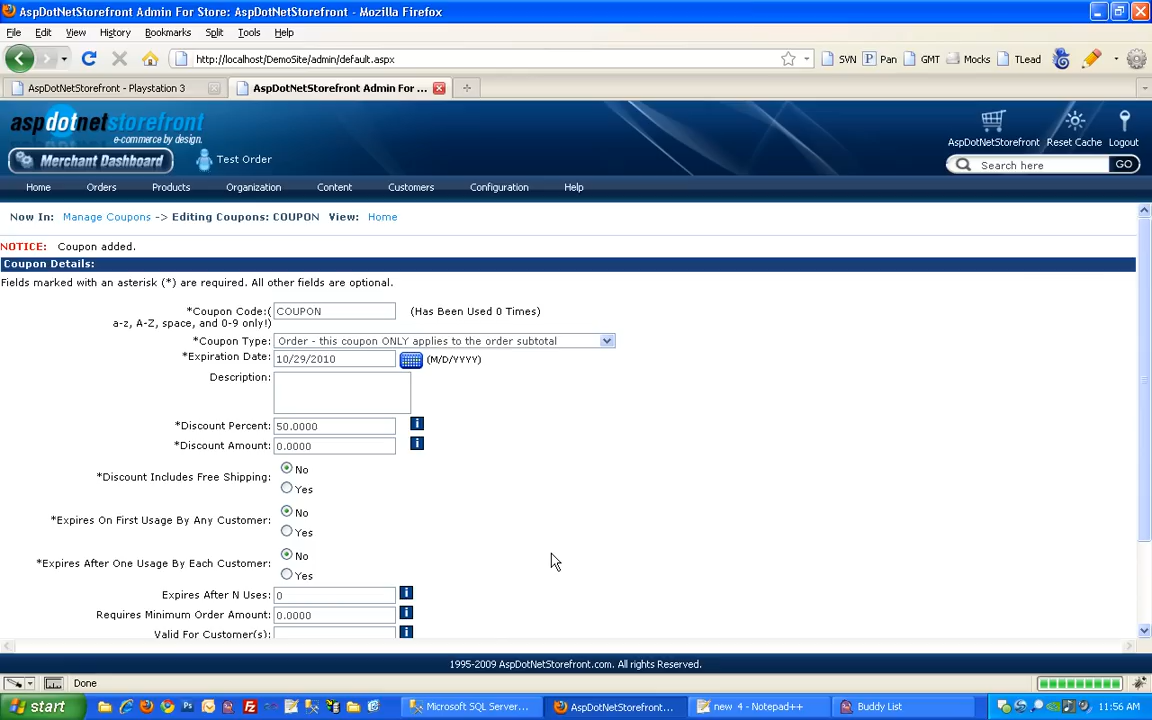 AspDotNetStorefront Admin For Store: AspDotNetStorefront - Mozilla Firefox
File Edit View History Bookmarks Split Tools Help
http://localhost/DemoSite/admin/default.aspx
SVN P Pan GMT Mocks TLead
AspDotNetStorefront - Playstation 3
AspDotNetStorefront Admin For ...
aspdotnetstorefront
e-commerce by design.
AspDotNetStorefront Reset Cache Logout
Merchant Dashboard Test Order
Search here GO
Home Orders Products Organization Content Customers Configuration Help
Now In: Manage Coupons -> Editing Coupons: COUPON View: Home
NOTICE: Coupon added.
Coupon Details:
Fields marked with an asterisk (*) are required. All other fields are optional.
*Coupon Code:( COUPON (Has Been Used 0 Times)
a-z, A-Z, space, and 0-9 only!)
*Coupon Type: Order - this coupon ONLY applies to the order subtotal
*Expiration Date: 10/29/2010 (M/D/YYYY)
Description:
*Discount Percent: 50.0000 i
*Discount Amount: 0.0000 i
*Discount Includes Free Shipping: No
Yes
*Expires On First Usage By Any Customer: No
Yes
*Expires After One Usage By Each Customer: No
Yes
Expires After N Uses: 0 i
Requires Minimum Order Amount: 0.0000 i
Valid For Customer(s): i
1995-2009 AspDotNetStorefront.com. All rights Reserved.
Done
start Microsoft SQL Server... AspDotNetStorefront... new 4 - Notepad++ Buddy List 11:56 AM